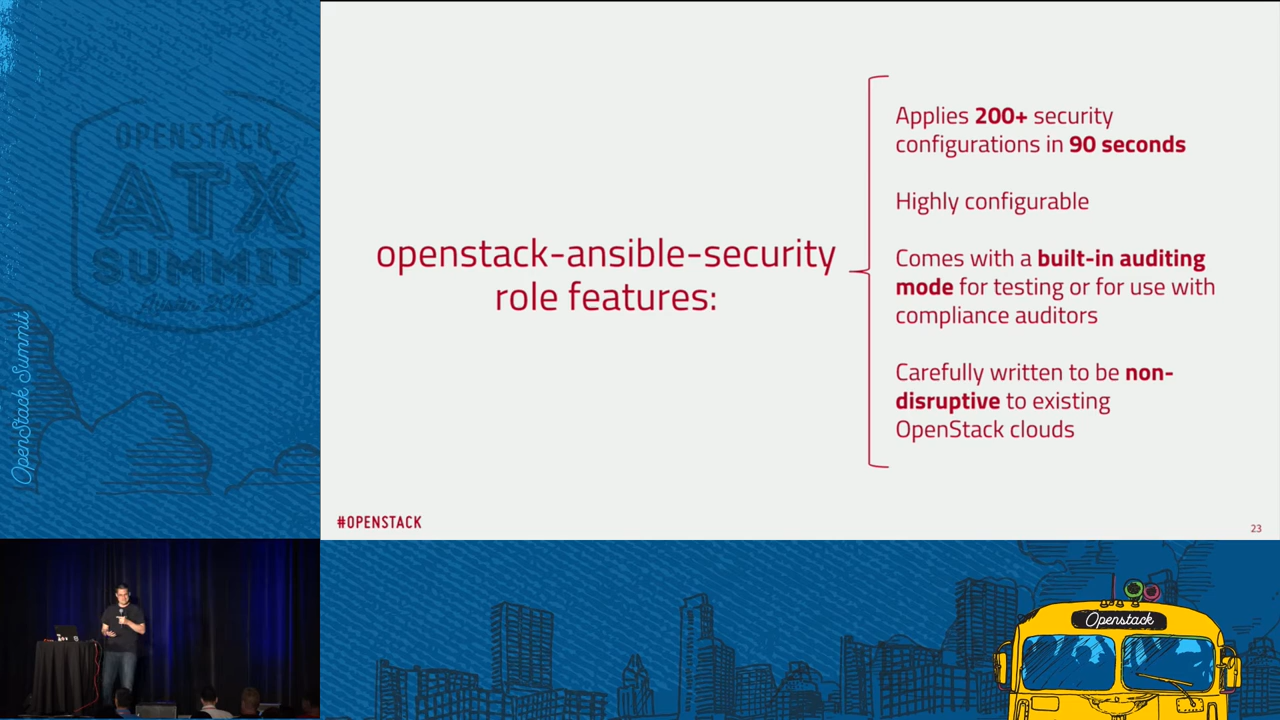 OPENSTACK
ATX
SUMMIT
OpenStack Summit
openstack-ansible-security
role features:
Applies 200+ security
configurations in 90 seconds
Highly configurable
Comes with a built-in auditing
mode for testing or for use with
compliance auditors
Carefully written to be non-
disruptive to existing
OpenStack clouds
#OPENSTACK
23
Openstack